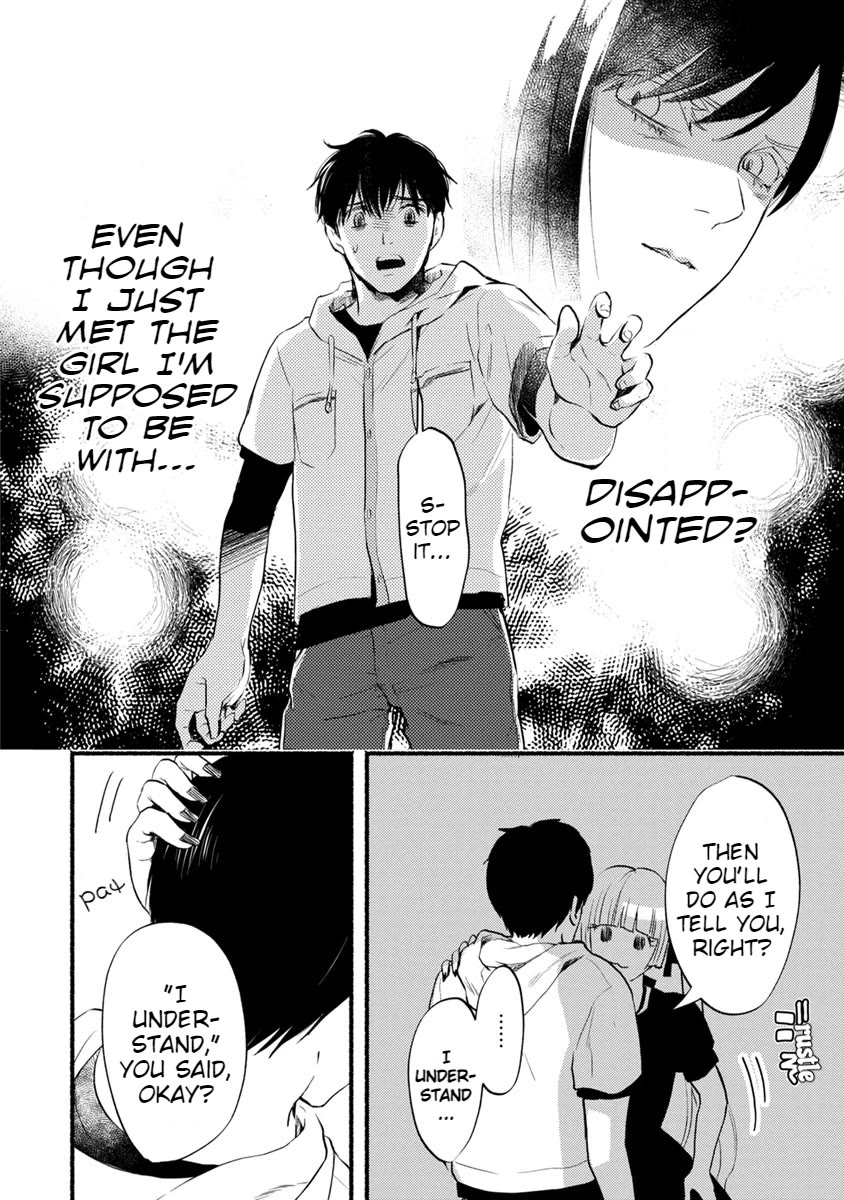 EVEN
THOUGH
I JUST
MET THE
GIRL I'M
SUPPOSED
TO BE
WITH...
DISAPP-
OINTED?
S-
STOP
IT...
THEN
YOU'LL
DO AS I
TELL YOU,
RIGHT?
rustle
........
I
UNDER-
STAND
...
pat
"I
UNDER-
STAND,"
YOU SAID,
OKAY?